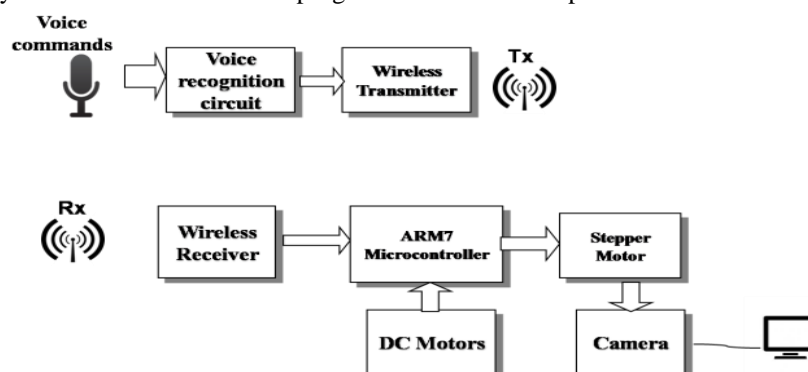 Voice
commands
Voice
recognition
circuit
Wireless
Transmitter
Tx
Rx
Wireless
Receiver
ARM7
Microcontroller
Stepper
Motor
DC Motors
Camera